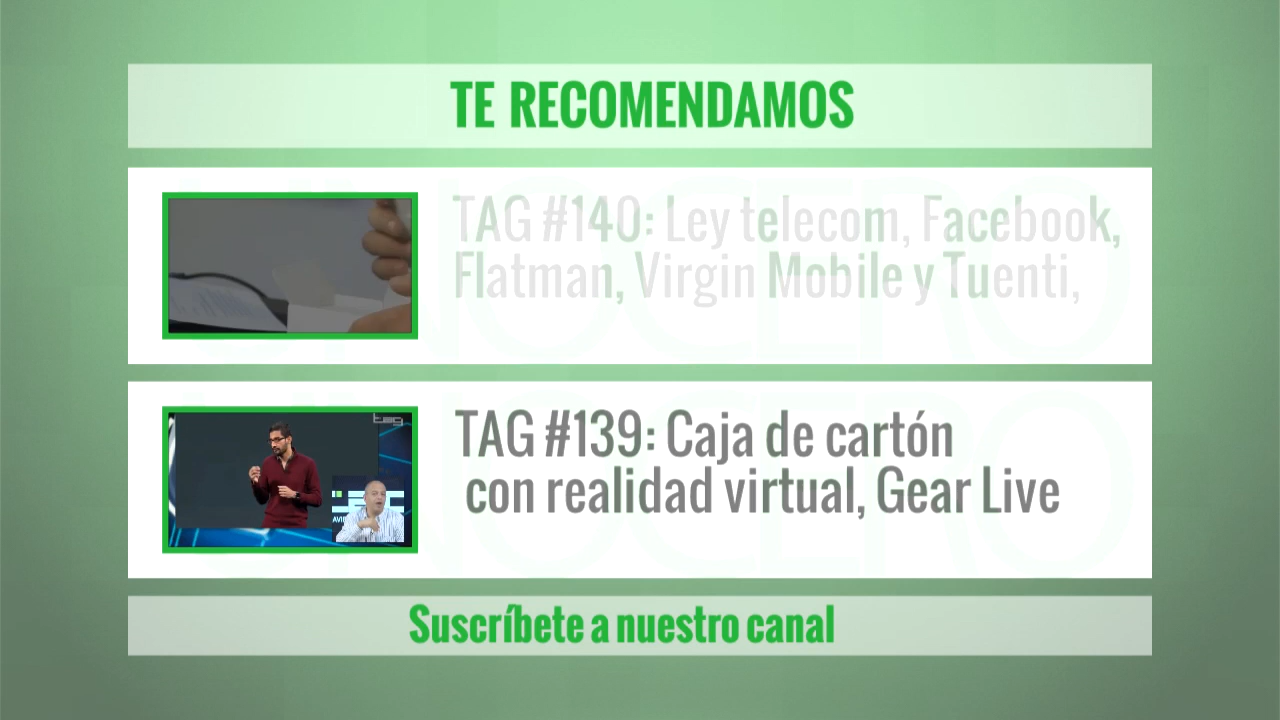 TE RECOMENDAMOS
TAG #140: Ley telecom, Facebook,
Flatman, Virgin Mobile y Tuenti,
tag
TAG #139: Caja de cartón
con realidad virtual, Gear Live
Suscríbete a nuestro canal